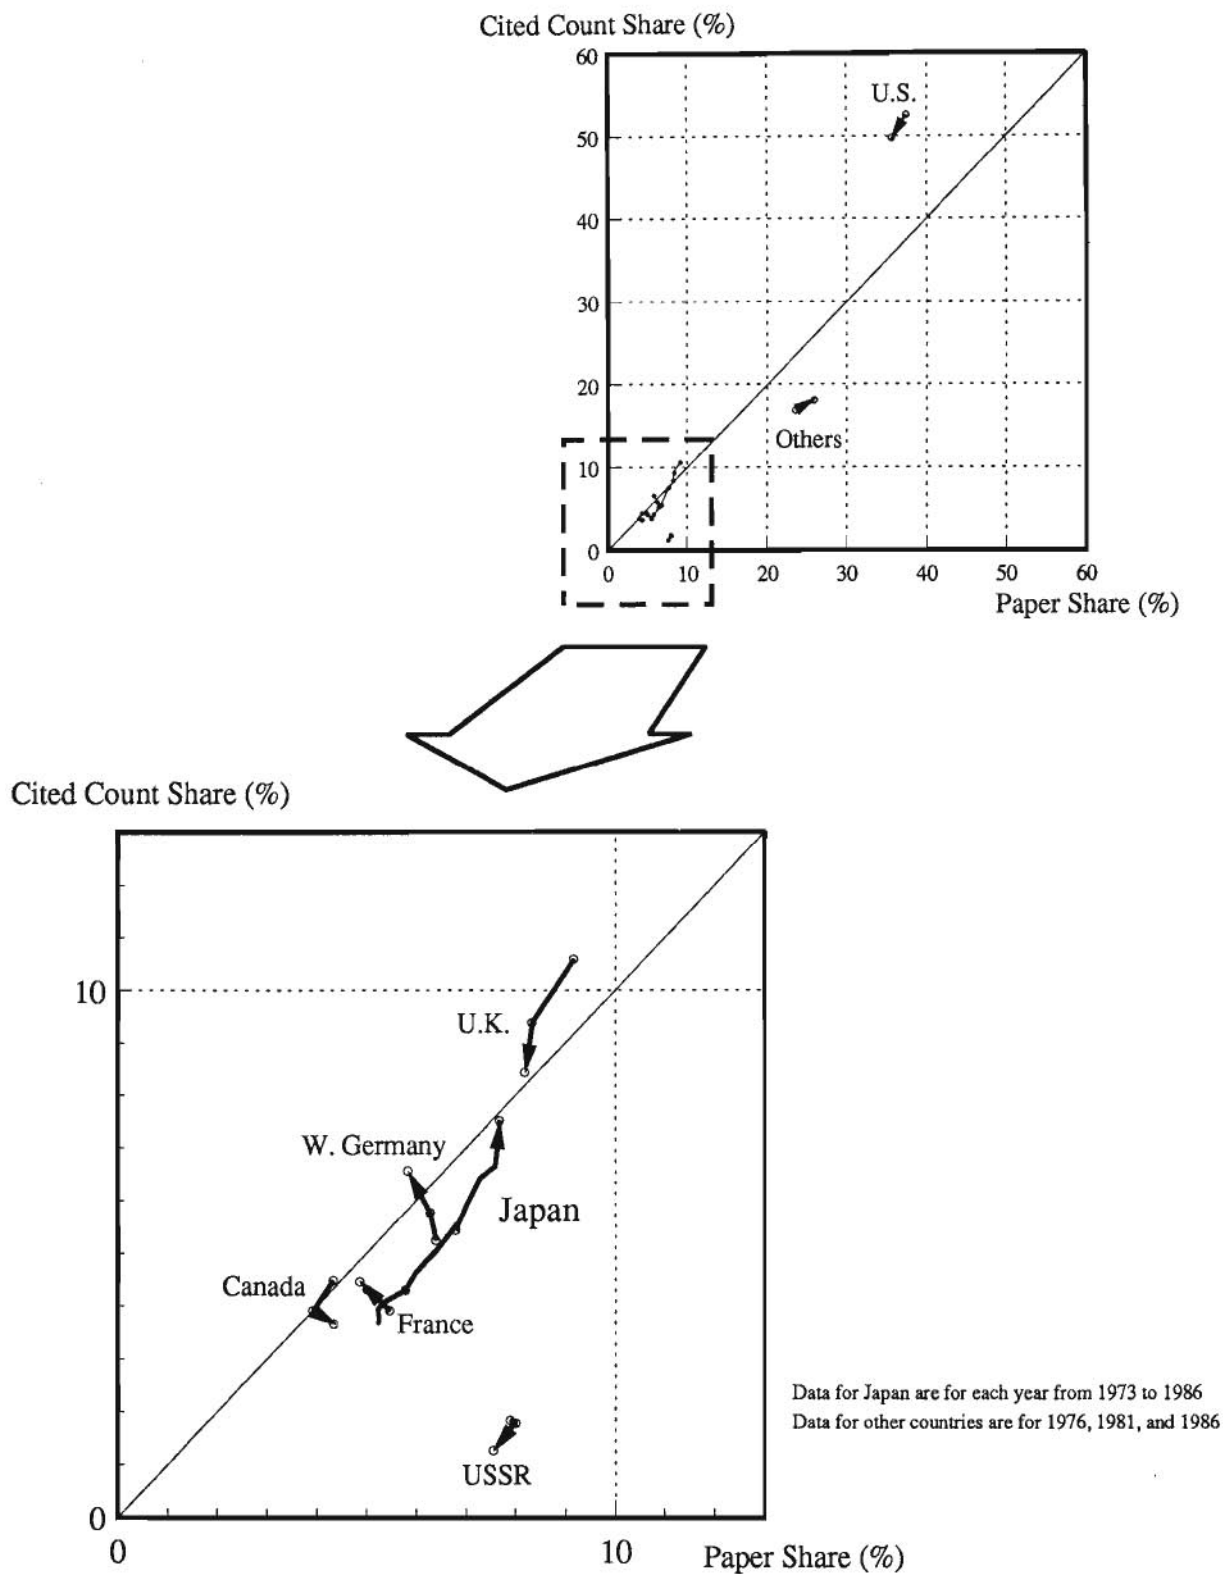 Cited Count Share (%)
60
U.S.
50
40
30
20
Others
10
0
0 10 20 30 40 50 60
Paper Share (%)
Cited Count Share (%)
10
U.K.
W. Germany
Japan
Canada
France
Data for Japan are for each year from 1973 to 1986
Data for other countries are for 1976, 1981, and 1986
USSR
0
0 10 Paper Share (%)